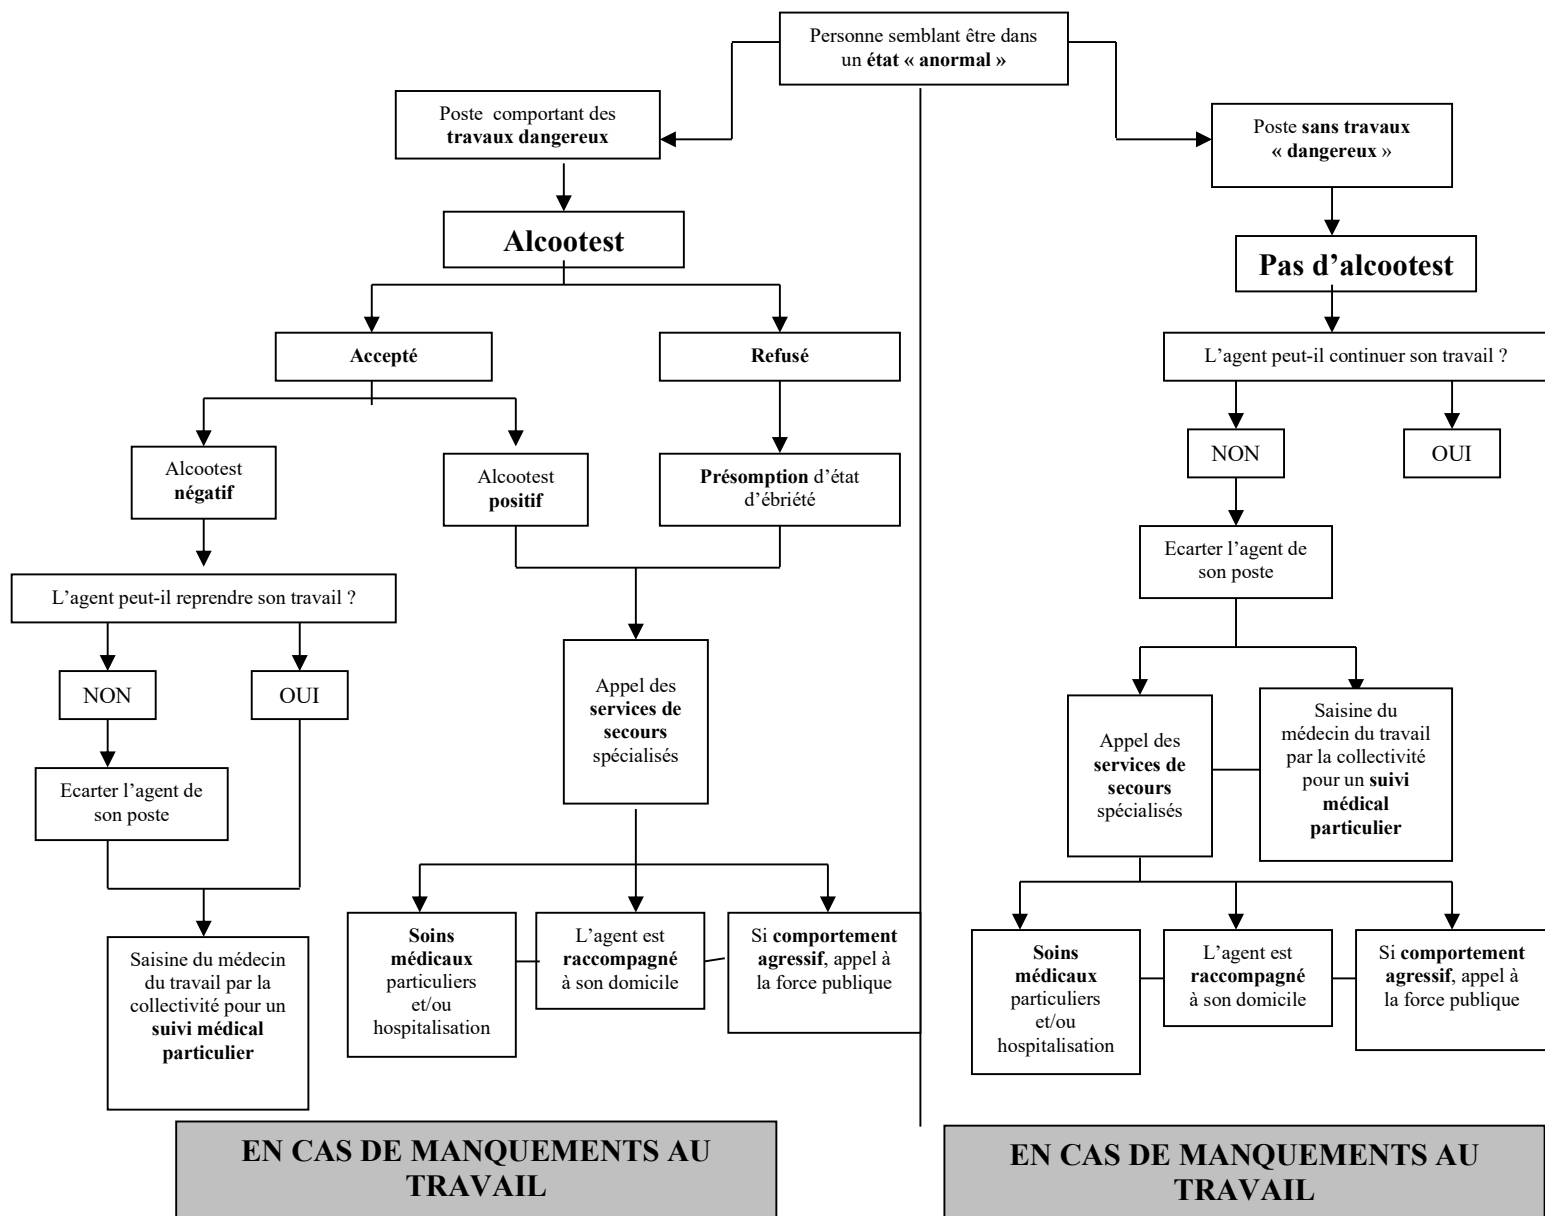 Personne semblant être dans
un état « anormal »
Poste comportant des
travaux dangereux
Poste sans travaux
« dangereux »
Alcootest
Pas d’alcootest
Accepté
Refusé
L’agent peut-il continuer son travail ?
Alcootest
négatif
Alcootest
positif
Présomption d’état
d’ébriété
NON
OUI
Ecarter l’agent de
son poste
L’agent peut-il reprendre son travail ?
NON
OUI
Appel des
services de
secours
spécialisés
Appel des
services de
secours
spécialisés
Saisine du
médecin du travail
par la collectivité
pour un suivi
médical
particulier
Ecarter l’agent de
son poste
Saisine du médecin
du travail par la
collectivité pour un
suivi médical
particulier
Soins
médicaux
particuliers
et/ou
hospitalisation
L’agent est
raccompagné
à son domicile
Si comportement
agressif, appel à
la force publique
Soins
médicaux
particuliers
et/ou
hospitalisation
L’agent est
raccompagné
à son domicile
Si comportement
agressif, appel à
la force publique
EN CAS DE MANQUEMENTS AU
TRAVAIL
EN CAS DE MANQUEMENTS AU
TRAVAIL